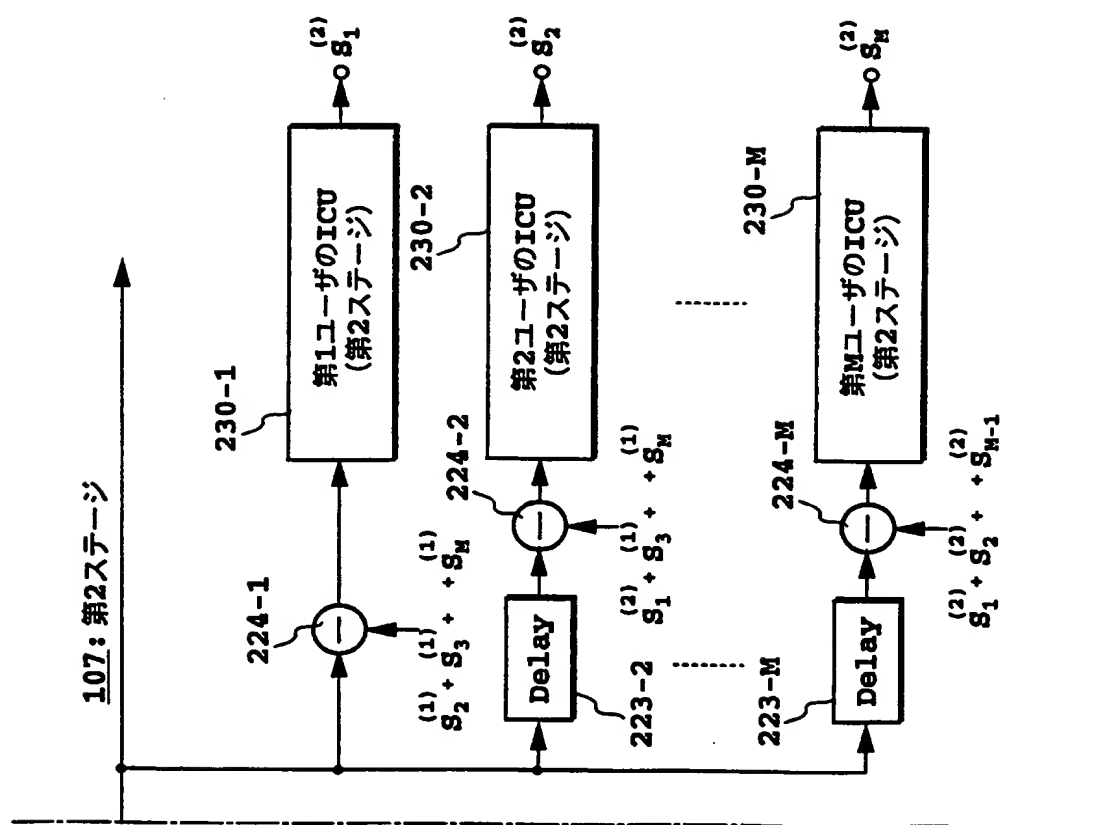 107:第2ステージ
224-1
230-1
第1ユーザのICU
(第2ステージ)
S₁⁽²⁾
S₂⁽¹⁾+S₃⁽¹⁾+ +S_M⁽¹⁾
Delay
223-2
224-2
230-2
第2ユーザのICU
(第2ステージ)
S₂⁽²⁾
S₁⁽²⁾+S₃⁽¹⁾+ +S_M⁽¹⁾
Delay
223-M
224-M
230-M
第MユーザのICU
(第2ステージ)
S_M⁽²⁾
S₁⁽²⁾+S₂⁽²⁾+ +S_M-1⁽²⁾